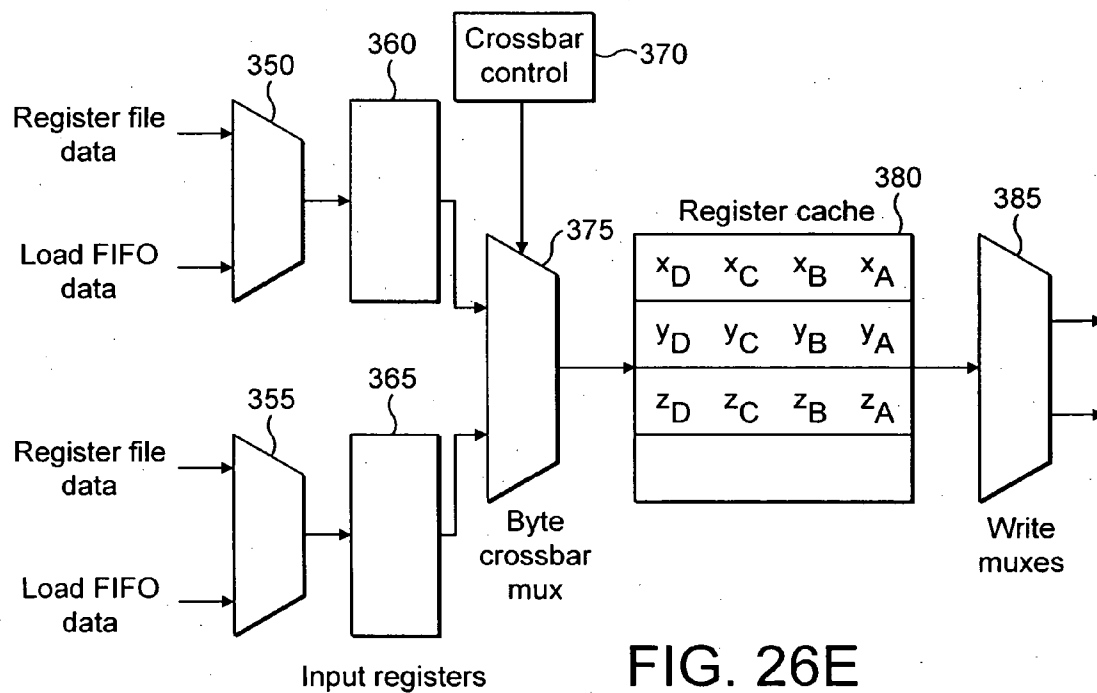 360
Crossbar
control
370
350
Register file
data
Load FIFO
data
375
380
385
Register cache
xD xC xB xA
yD yC yB yA
zD zC zB zA
365
355
Register file
data
Load FIFO
data
Byte
crossbar
mux
Write
muxes
Input registers
FIG. 26E